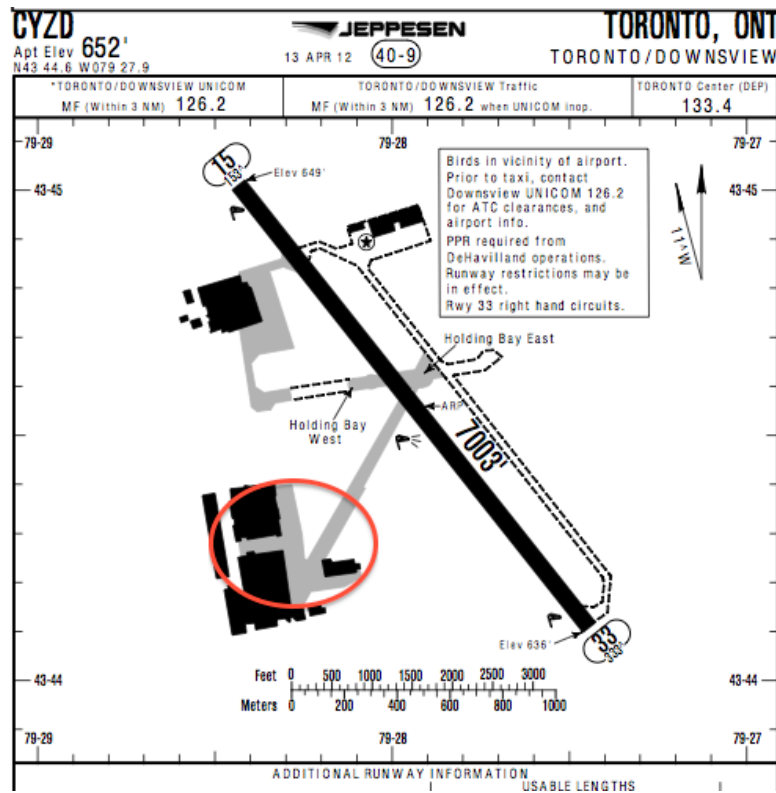 CYZD
Apt Elev 652'
N43 44.6 W079 27.9
JEPPESEN
13 APR 12 40-9
TORONTO, ONT
TORONTO/DOWNSVIEW
*TORONTO/DOWNSVIEW UNICOM
MF (Within 3 NM) 126.2
TORONTO/DOWNSVIEW Traffic
MF (Within 3 NM) 126.2 when UNICOM inop.
TORONTO Center (DEP)
133.4
79-29
79-28
79-27
43-45
43-45
15
153°
Elev 649'
Birds in vicinity of airport.
Prior to taxi, contact
Downsview UNICOM 126.2
for ATC clearances, and
airport info.
PPR required from
DeHavilland operations.
Runway restrictions may be
in effect.
Rwy 33 right hand circuits.
11°W
Holding Bay East
Holding Bay
West
ARP
7003'
Elev 636'
33
333°
43-44
43-44
Feet 0 500 1000 1500 2000 2500 3000
Meters 0 200 400 600 800 1000
79-29
79-28
79-27
ADDITIONAL RUNWAY INFORMATION
USABLE LENGTHS